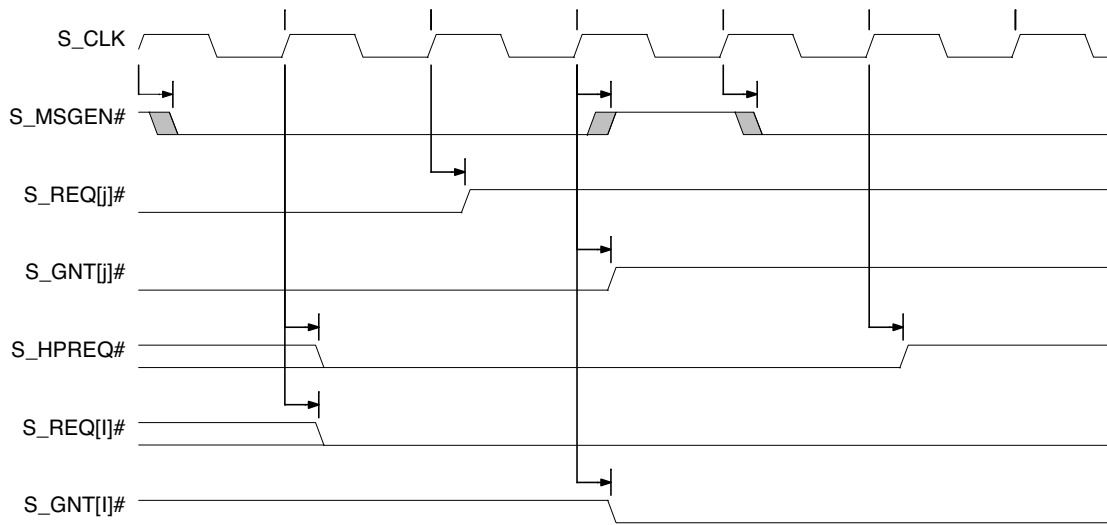 S_CLK
S_MSGEN#
S_REQ[j]#
S_GNT[j]#
S_HPREQ#
S_REQ[l]#
S_GNT[l]#